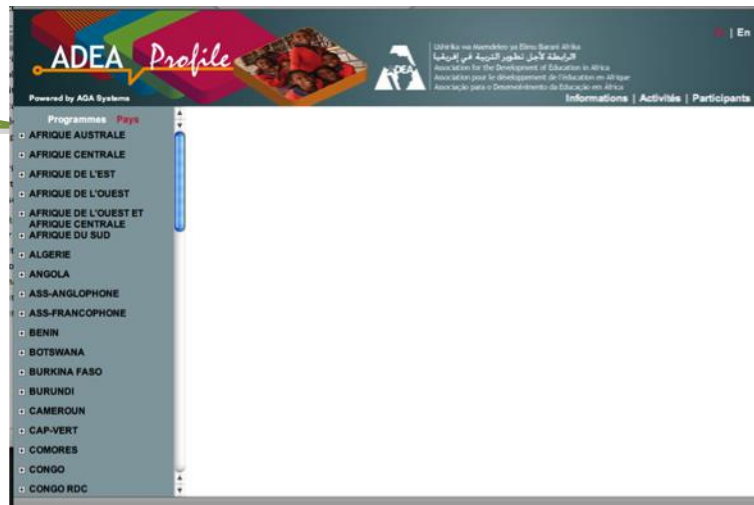 ADEA Profile
Powered by AGA Systems
ADEA
Ushirika wa Maendeleo ya Elimu Barani Afrika
الرابطة لأجل تطوير التربية في إفريقيا
Association for the Development of Education in Africa
Association pour le développement de l'éducation en Afrique
Associação para o Desenvolvimento da Educação em África
| En
Informations | Activités | Participants
Programmes Pays
AFRIQUE AUSTRALE
AFRIQUE CENTRALE
AFRIQUE DE L'EST
AFRIQUE DE L'OUEST
AFRIQUE DE L'OUEST ET
AFRIQUE CENTRALE
AFRIQUE DU SUD
ALGERIE
ANGOLA
ASS-ANGLOPHONE
ASS-FRANCOPHONE
BENIN
BOTSWANA
BURKINA FASO
BURUNDI
CAMEROUN
CAP-VERT
COMORES
CONGO
CONGO RDC